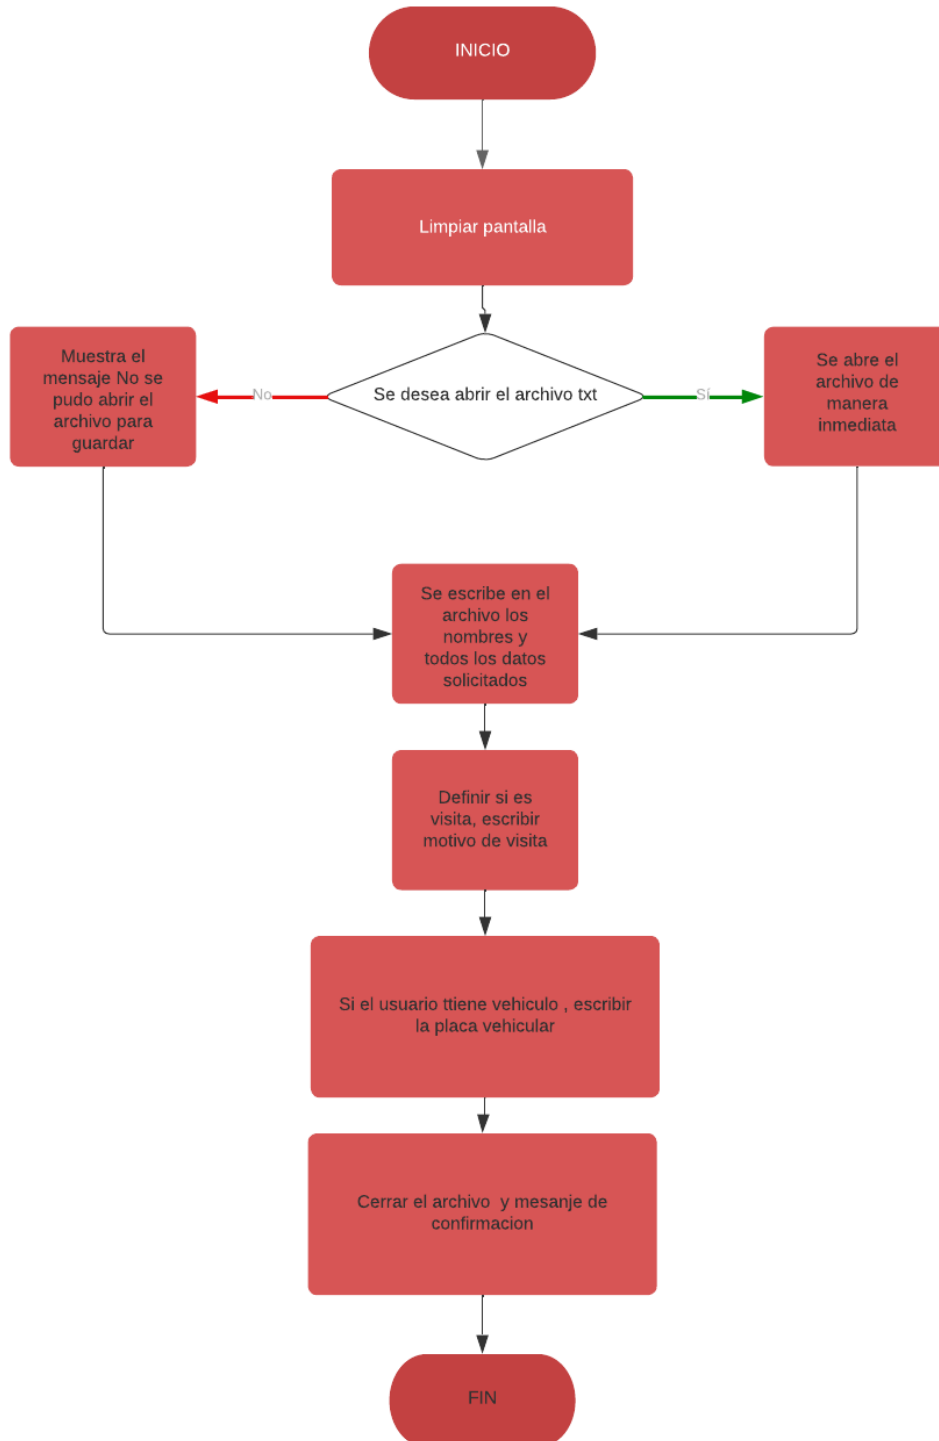 INICIO
Limpiar pantalla
Se desea abrir el archivo txt
No
Sí
Muestra el
mensaje No se
pudo abrir el
archivo para
guardar
Se abre el
archivo de
manera
inmediata
Se escribe en el
archivo los
nombres y
todos los datos
solicitados
Definir si es
visita, escribir
motivo de visita
Si el usuario ttiene vehiculo , escribir
la placa vehicular
Cerrar el archivo  y mesanje de
confirmacion
FIN